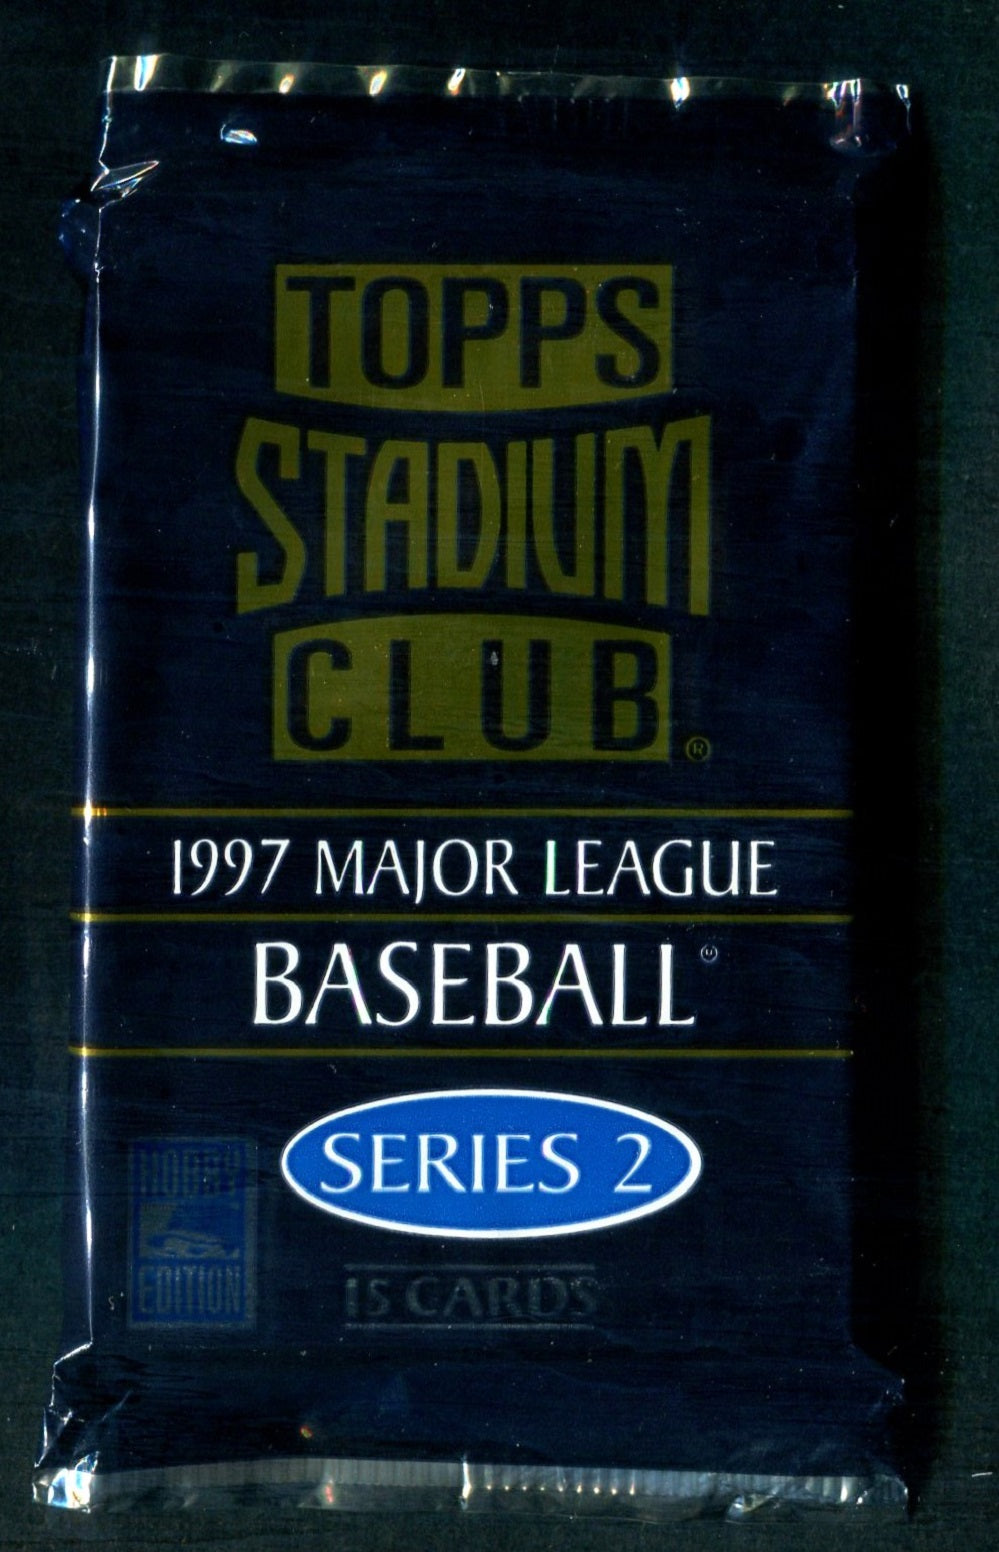 TOPPS
STADIUM
CLUB®
1997 MAJOR LEAGUE
BASEBALL
SERIES 2
HOBBY
EDITION
15 CARDS